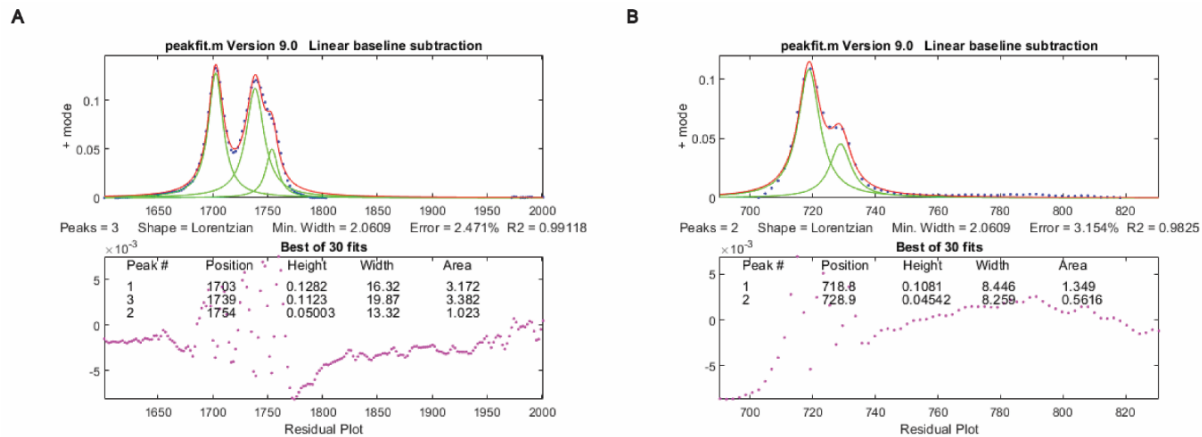 A
peakfit.m Version 9.0 Linear baseline subtraction
+ mode
0.1
0.05
0
1650 1700 1750 1800 1850 1900 1950 2000
Peaks = 3 Shape = Lorentzian Min. Width = 2.0609 Error = 2.471% R2 = 0.99118
×10⁻³
Best of 30 fits
Peak # Position Height Width Area
1 1703 0.1282 16.32 3.172
3 1739 0.1123 19.87 3.382
2 1754 0.05003 13.32 1.023
5
0
-5
1650 1700 1750 1800 1850 1900 1950 2000
Residual Plot
B
peakfit.m Version 9.0 Linear baseline subtraction
+ mode
0.1
0.05
0
700 720 740 760 780 800 820
Peaks = 2 Shape = Lorentzian Min. Width = 2.0609 Error = 3.154% R2 = 0.9825
×10⁻³
Best of 30 fits
Peak # Position Height Width Area
1 718.8 0.1081 8.446 1.349
2 728.9 0.04542 8.259 0.5616
5
0
-5
700 720 740 760 780 800 820
Residual Plot